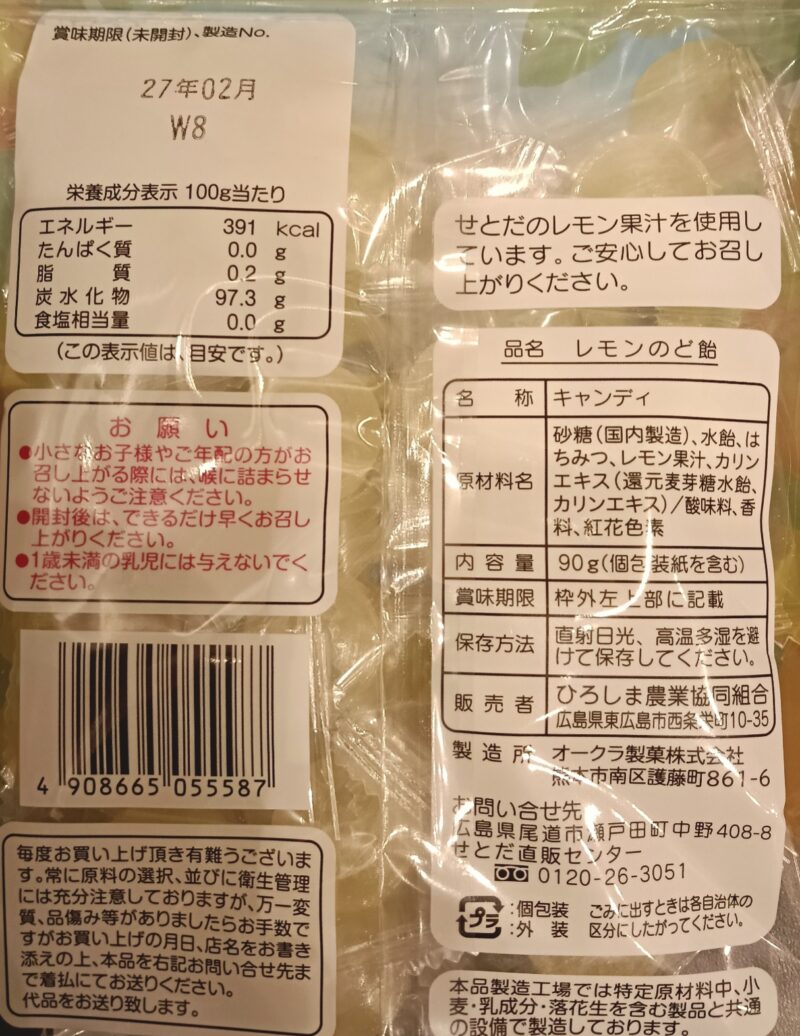 賞味期限(未開封)、製造No.
27年02月
W8
栄養成分表示 100g当たり
エネルギー 391 kcal
たんぱく質 0.0 g
脂質 0.2 g
炭水化物 97.3 g
食塩相当量 0.0 g
(この表示値は、目安です。)
お願い
●小さなお子様やご年配の方がお
召し上がる際には、喉に詰まらせ
ないようご注意ください。
●開封後は、できるだけ早くお召し
上がりください。
●1歳未満の乳児には与えないでく
ださい。
4 908665 055587
毎度お買い上げ頂き有難うございま
す。常に原料の選択、並びに衛生管理
には充分注意しておりますが、万一変
質、品傷み等がありましたらお手数で
すがお買い上げの月日、店名をお書き
添えの上、本品を右記お問い合せ先ま
で着払にてお送りください。
代品をお送り致します。
せとだのレモン果汁を使用し
ています。ご安心してお召し
上がりください。
品名 レモンのど飴
名称 キャンディ
原材料名 砂糖(国内製造)、水飴、は
ちみつ、レモン果汁、カリン
エキス(還元麦芽糖水飴、
カリンエキス)/酸味料、香
料、紅花色素
内容量 90g(個包装紙を含む)
賞味期限 枠外左上部に記載
保存方法 直射日光、高温多湿を避
けて保存してください。
販売者 ひろしま農業協同組合
広島県東広島市西条栄町10-35
製造所 オークラ製菓株式会社
熊本市南区護藤町861-6
お問い合せ先
広島県尾道市瀬戸田町中野408-8
せとだ直販センター
0120-26-3051
プラ :個包装 ごみに出すときは各自治体の
:外装 区分にしたがってください。
本品製造工場では特定原材料中、小
麦・乳成分・落花生を含む製品と共通
の設備で製造しております。